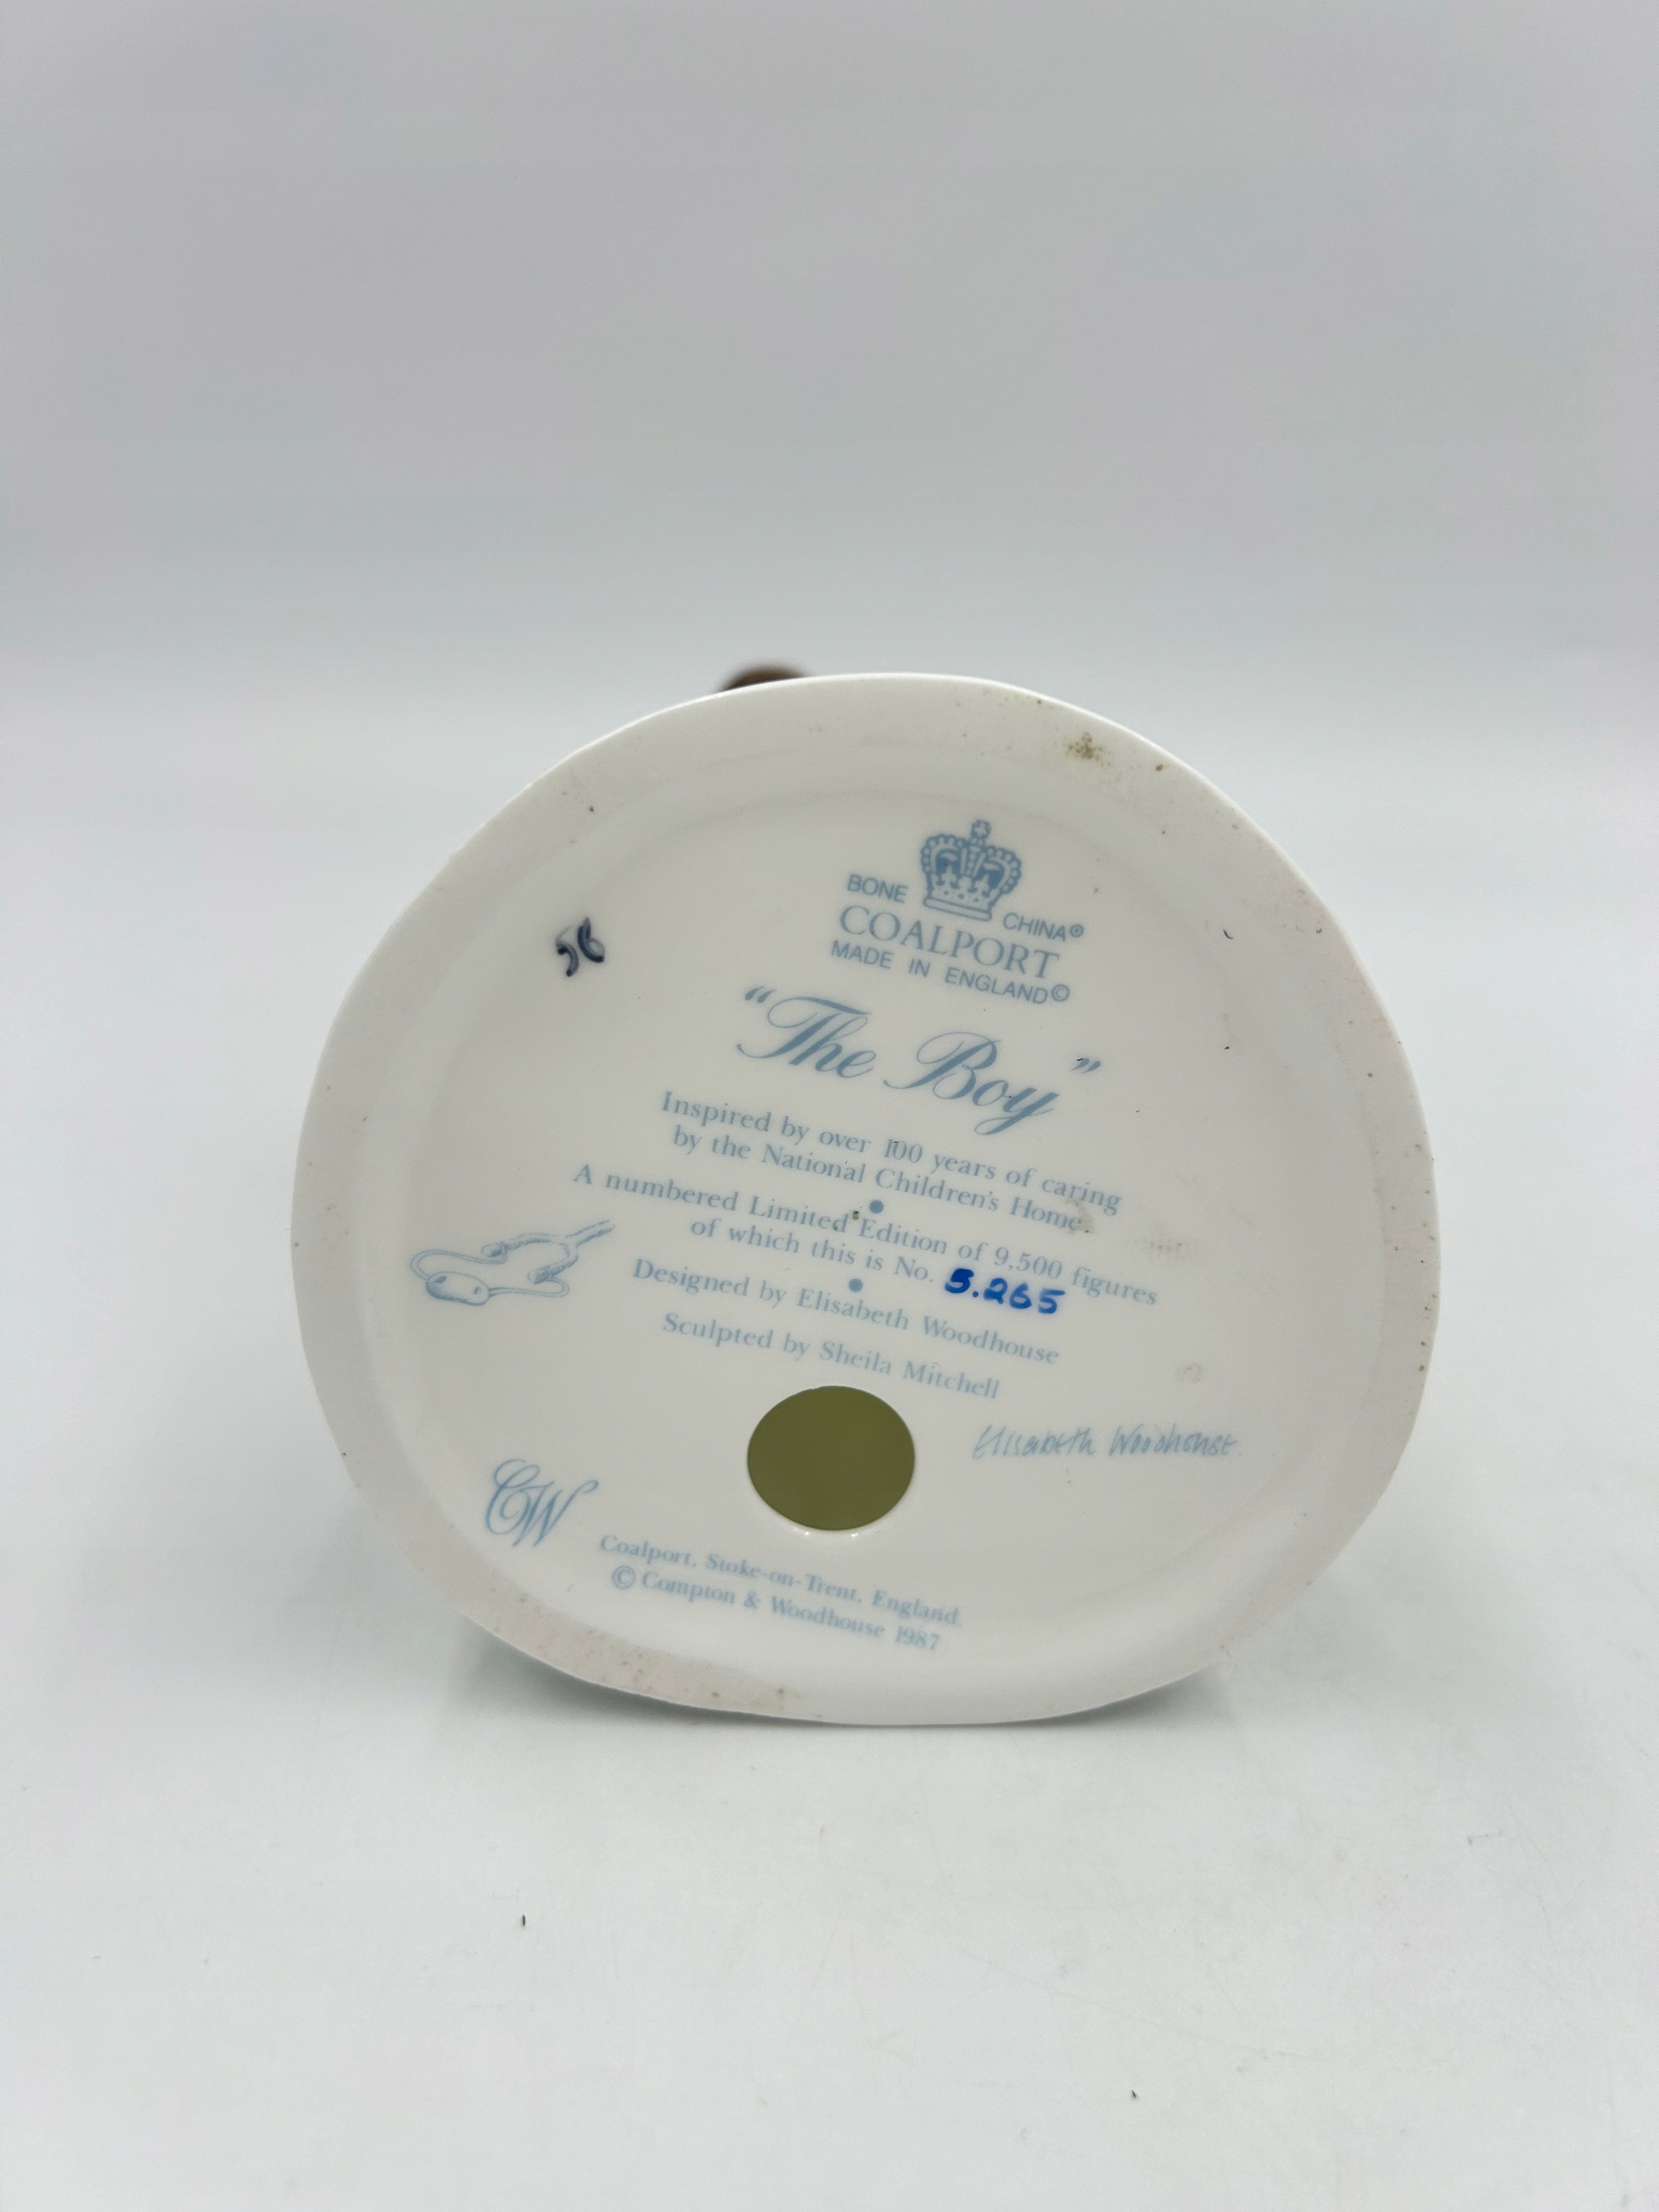 BONE CHINA®
COALPORT
MADE IN ENGLAND©
56
“The Boy”
Inspired by over 100 years of caring
by the National Children's Home.
A numbered Limited Edition of 9,500 figures
of which this is No. 5.265
Designed by Elisabeth Woodhouse
Sculpted by Sheila Mitchell
Elisabeth Woodhouse
CW
Coalport, Stoke-on-Trent, England.
© Compton & Woodhouse 1987